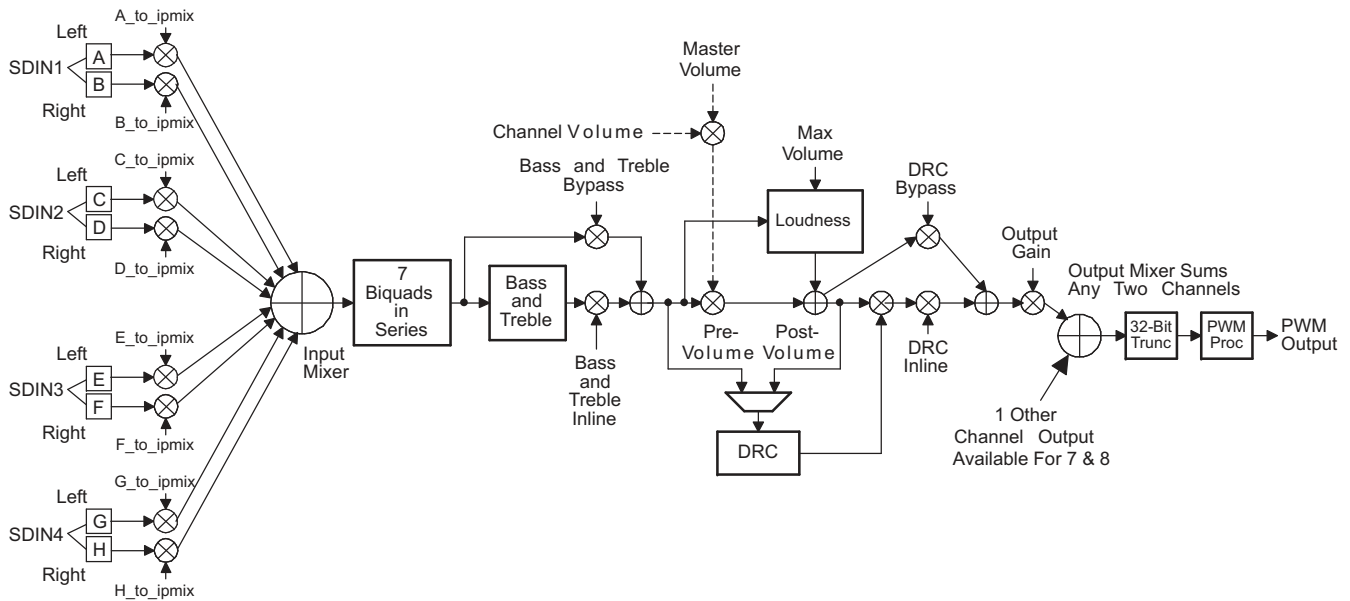 A_to_ipmix
Left
A
SDIN1
B
Right
B_to_ipmix
C_to_ipmix
Left
C
SDIN2
D
Right
D_to_ipmix
E_to_ipmix
Left
E
SDIN3
F
Right
F_to_ipmix
G_to_ipmix
Left
G
SDIN4
H
Right
H_to_ipmix
Input
Mixer
7
Biquads
in
Series
Bass and Treble
Bypass
Bass
and
Treble
Bass
and
Treble
Inline
Master
Volume
Channel Volume
Max
Volume
Loudness
Pre-
Volume
Post-
Volume
DRC
DRC
Bypass
DRC
Inline
Output
Gain
Output Mixer Sums
Any Two Channels
1 Other
Channel Output
Available For 7 & 8
32-Bit
Trunc
PWM
Proc
PWM
Output